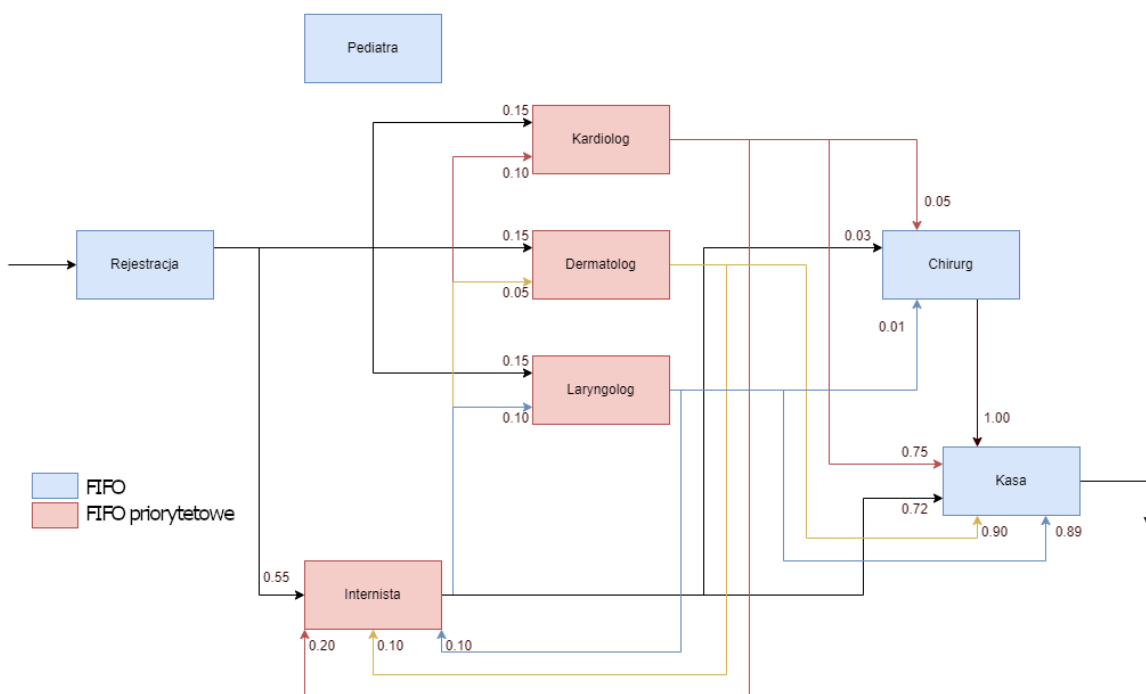 Pediatra
0.15
Kardiolog
0.10
0.05
Rejestracja
0.15
Dermatolog
0.03
Chirurg
0.05
0.01
0.15
Laryngolog
0.10
1.00
0.75
Kasa
0.72
0.90
0.89
FIFO
FIFO priorytetowe
0.55
Internista
0.20
0.10
0.10